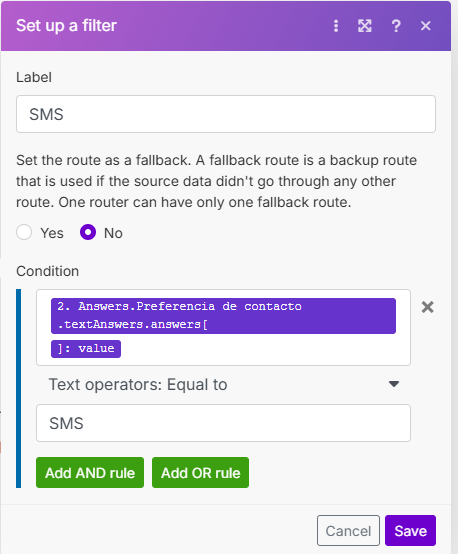 Set up a filter
Label
SMS
Set the route as a fallback. A fallback route is a backup route
that is used if the source data didn't go through any other
route. One router can have only one fallback route.
Yes No
Condition
2. Answers.Preferencia de contacto
.textAnswers.answers[
]: value
Text operators: Equal to
SMS
Add AND rule Add OR rule
Cancel Save